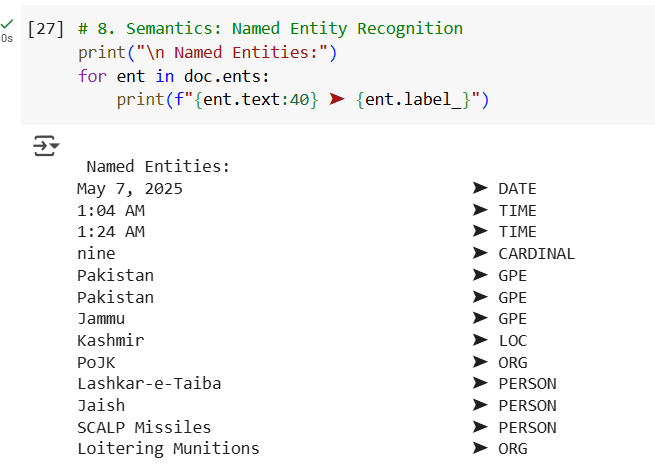 0s
[27] # 8. Semantics: Named Entity Recognition
print("\n Named Entities:")
for ent in doc.ents:
    print(f"{ent.text:40} ➤ {ent.label_}")
Named Entities:
May 7, 2025 ➤ DATE
1:04 AM ➤ TIME
1:24 AM ➤ TIME
nine ➤ CARDINAL
Pakistan ➤ GPE
Pakistan ➤ GPE
Jammu ➤ GPE
Kashmir ➤ LOC
PoJK ➤ ORG
Lashkar-e-Taiba ➤ PERSON
Jaish ➤ PERSON
SCALP Missiles ➤ PERSON
Loitering Munitions ➤ ORG